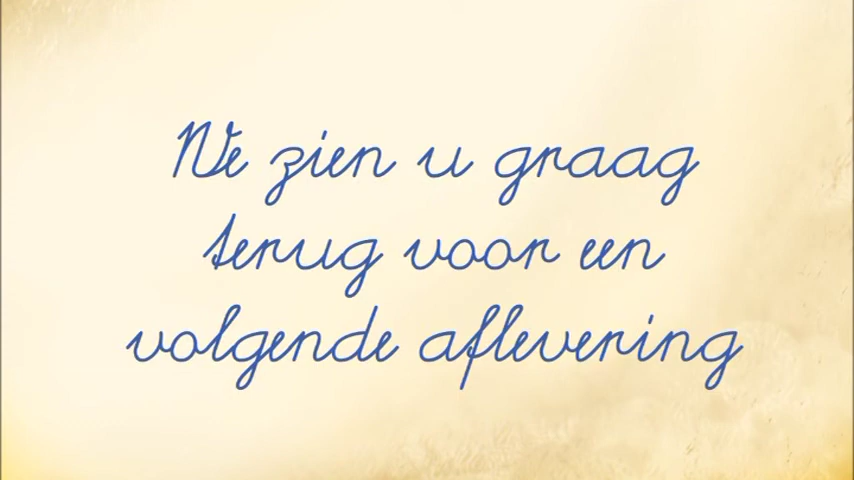 We zien u graag
terug voor een
volgende aflevering